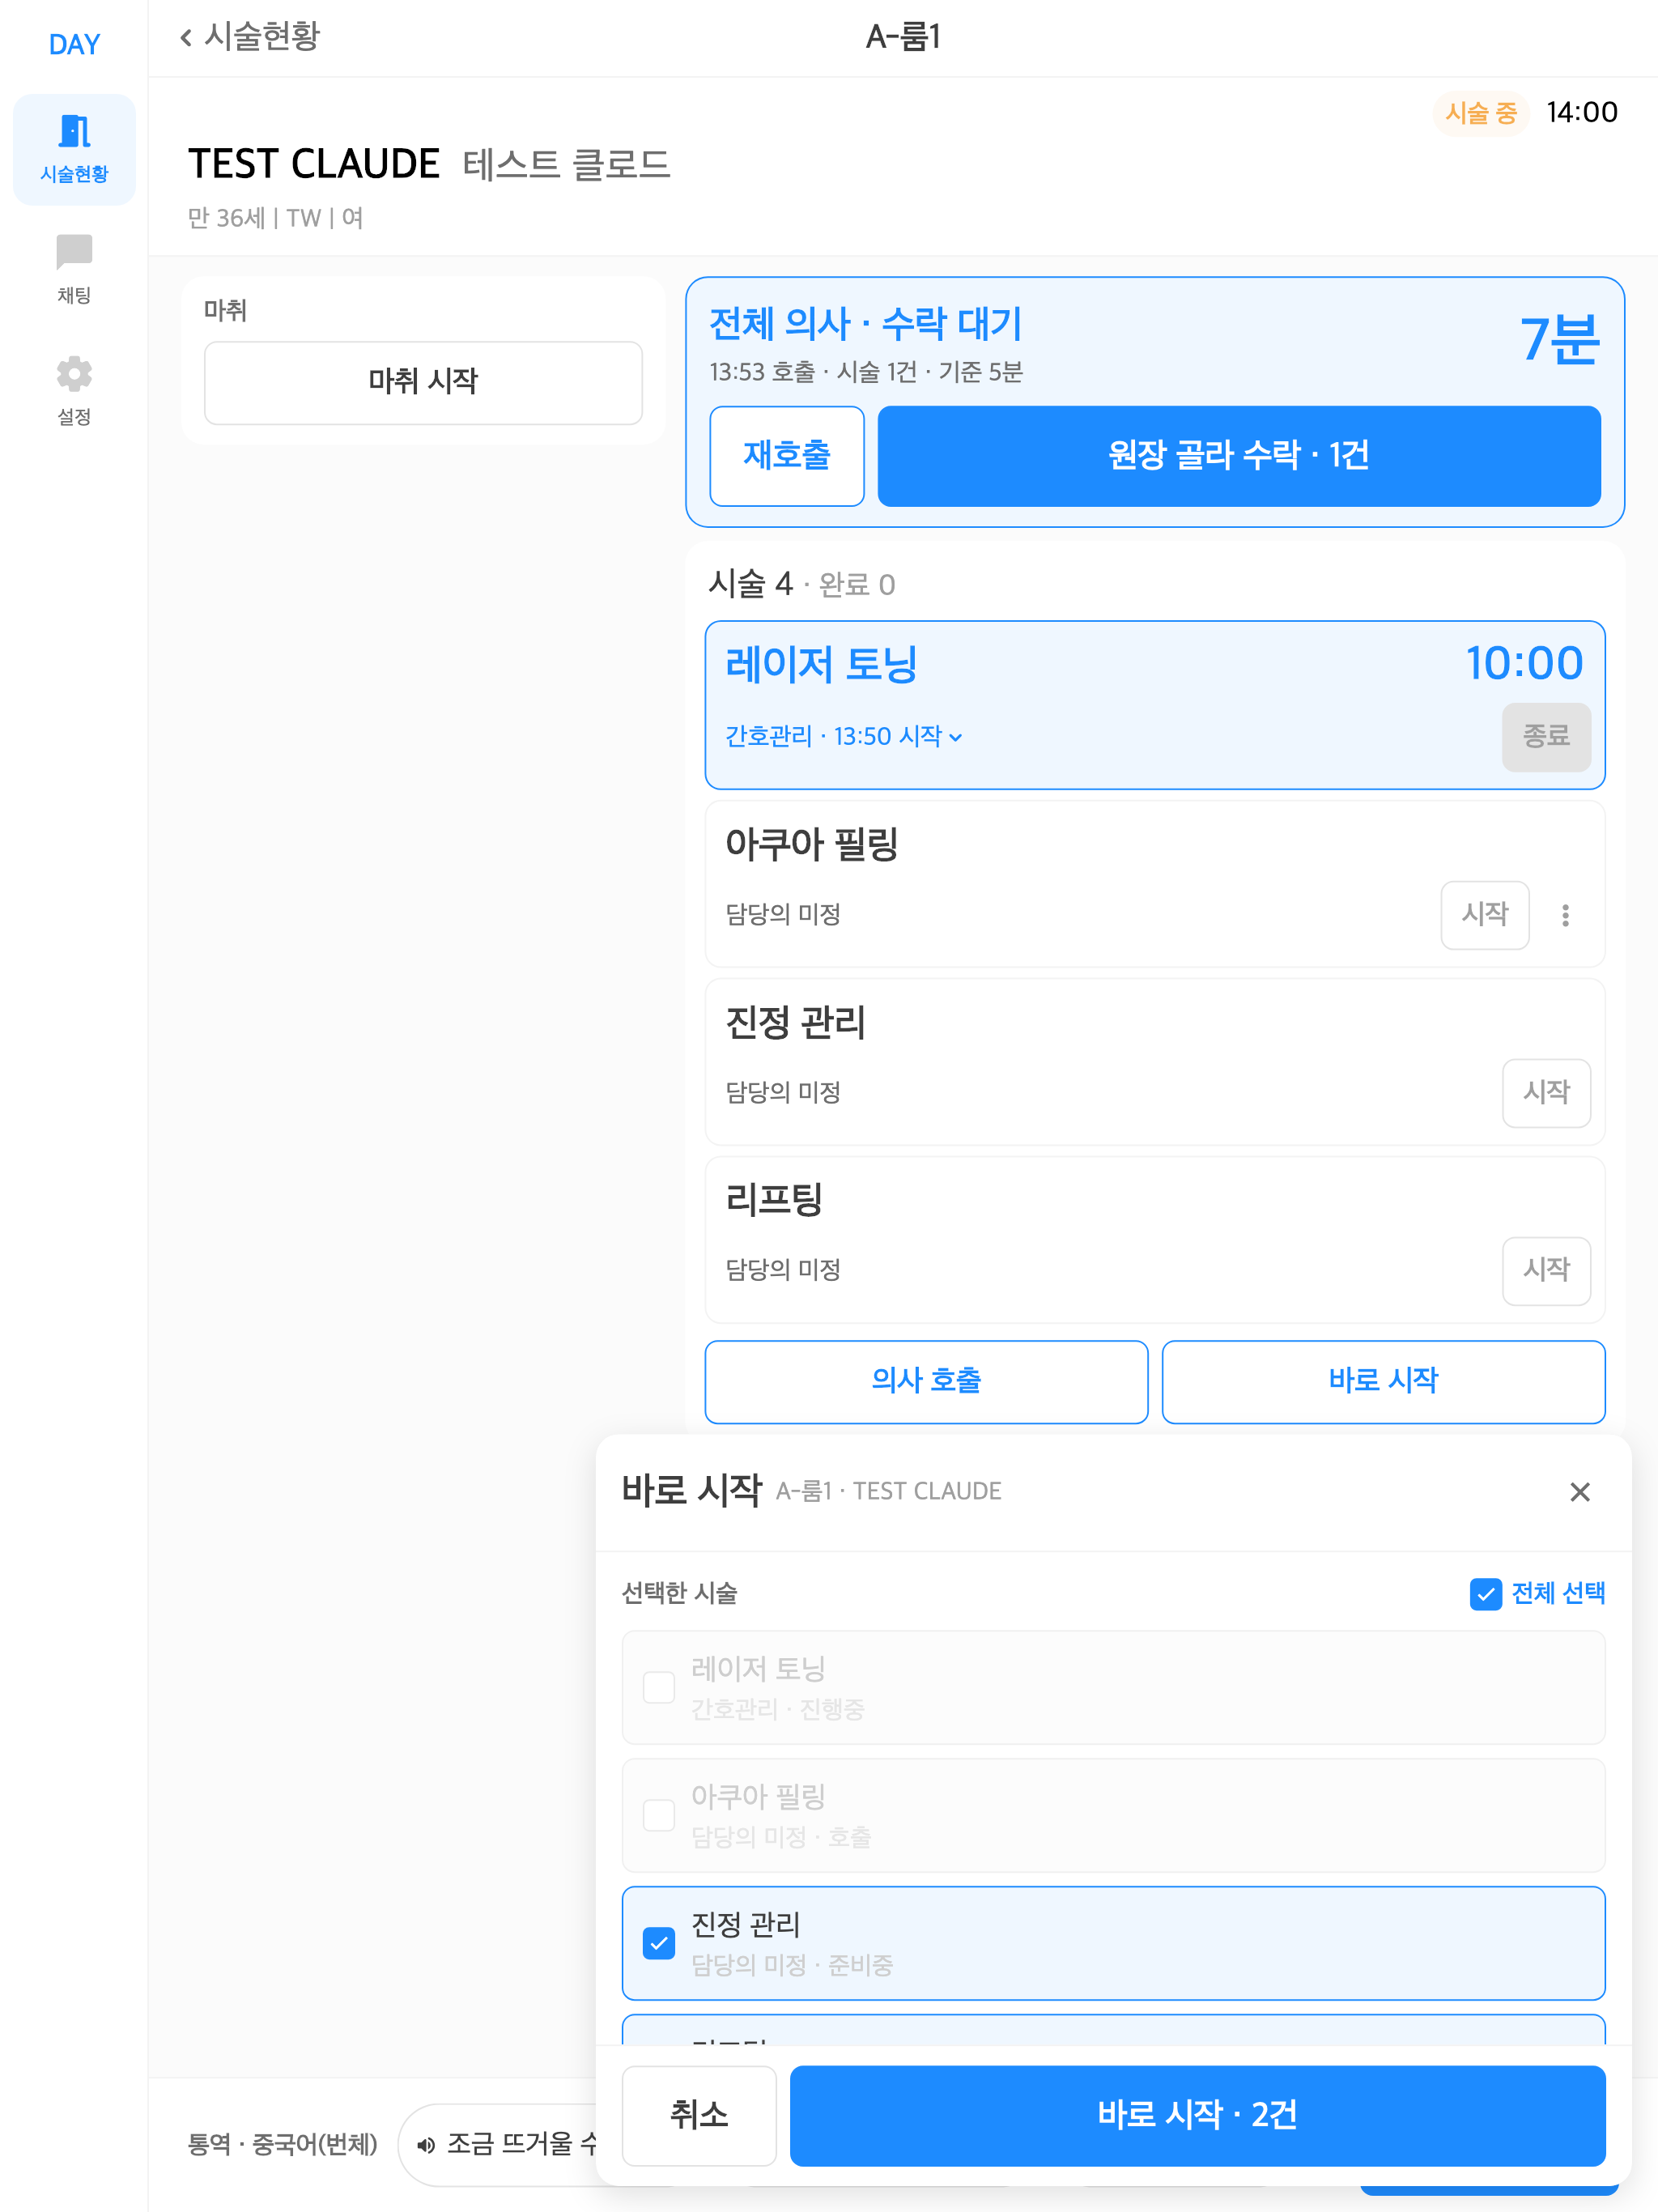 DAY
시술현황
채팅
설정
시술현황
A-룸1
시술 중 14:00
TEST CLAUDE 테스트 클로드
만 36세 | TW | 여
마취
마취 시작
전체 의사 · 수락 대기
7분
13:53 호출 · 시술 1건 · 기준 5분
재호출
원장 골라 수락 · 1건
시술 4 · 완료 0
레이저 토닝
10:00
간호관리 · 13:50 시작
종료
아쿠아 필링
담당의 미정
시작
진정 관리
담당의 미정
시작
리프팅
담당의 미정
시작
의사 호출
바로 시작
바로 시작 A-룸1 · TEST CLAUDE
선택한 시술
전체 선택
레이저 토닝
간호관리 · 진행중
아쿠아 필링
담당의 미정 · 호출
진정 관리
담당의 미정 · 준비중
취소
바로 시작 · 2건
통역 · 중국어(번체)
조금 뜨거울